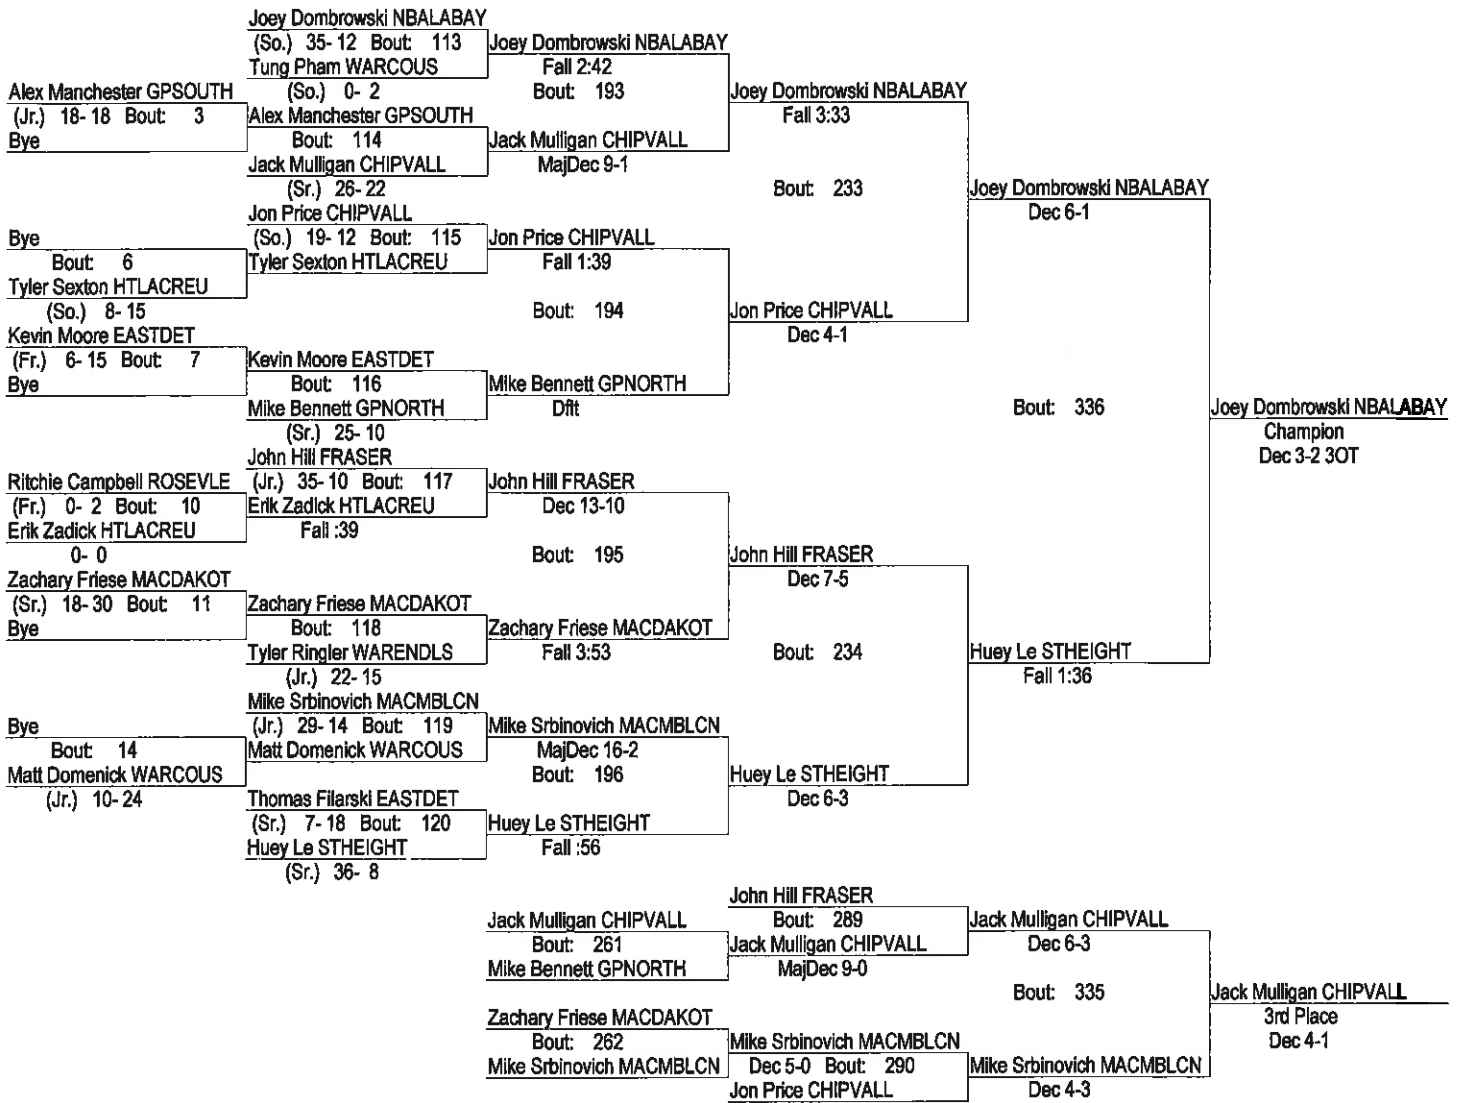 Joey Dombrowski NBALABAY
(So.) 35- 12 Bout: 113
Tung Pham WARCOUS
(So.) 0- 2
Alex Manchester GPSOUTH
(Jr.) 18- 18 Bout: 3
Bye
Alex Manchester GPSOUTH
Bout: 114
Jack Mulligan CHIPVALL
(Sr.) 26- 22
Joey Dombrowski NBALABAY
Fall 2:42
Bout: 193
Jack Mulligan CHIPVALL
MajDec 9-1
Joey Dombrowski NBALABAY
Fall 3:33
Bout: 233
Jon Price CHIPVALL
(So.) 19- 12 Bout: 115
Tyler Sexton HTLACREU
Bye
Bout: 6
Tyler Sexton HTLACREU
(So.) 8- 15
Kevin Moore EASTDET
(Fr.) 6- 15 Bout: 7
Bye
Kevin Moore EASTDET
Bout: 116
Mike Bennett GPNORTH
(Sr.) 25- 10
Jon Price CHIPVALL
Fall 1:39
Bout: 194
Mike Bennett GPNORTH
Dflt
Jon Price CHIPVALL
Dec 4-1
Joey Dombrowski NBALABAY
Dec 6-1
Bout: 336
Joey Dombrowski NBALABAY
Champion
Dec 3-2 3OT
John Hill FRASER
(Jr.) 35- 10 Bout: 117
Erik Zadick HTLACREU
Fall :39
Ritchie Campbell ROSEVLE
(Fr.) 0- 2 Bout: 10
Erik Zadick HTLACREU
0- 0
Zachary Friese MACDAKOT
(Sr.) 18- 30 Bout: 11
Bye
Zachary Friese MACDAKOT
Bout: 118
Tyler Ringler WARENDLS
(Jr.) 22- 15
John Hill FRASER
Dec 13-10
Bout: 195
Zachary Friese MACDAKOT
Fall 3:53
John Hill FRASER
Dec 7-5
Bout: 234
Mike Srbinovich MACMBLCN
(Jr.) 29- 14 Bout: 119
Matt Domenick WARCOUS
Bye
Bout: 14
Matt Domenick WARCOUS
(Jr.) 10- 24
Thomas Filarski EASTDET
(Sr.) 7- 18 Bout: 120
Huey Le STHEIGHT
(Sr.) 36- 8
Mike Srbinovich MACMBLCN
MajDec 16-2
Bout: 196
Huey Le STHEIGHT
Fall :56
Huey Le STHEIGHT
Dec 6-3
Huey Le STHEIGHT
Fall 1:36
Jack Mulligan CHIPVALL
Bout: 261
Mike Bennett GPNORTH
John Hill FRASER
Bout: 289
Jack Mulligan CHIPVALL
MajDec 9-0
Jack Mulligan CHIPVALL
Dec 6-3
Bout: 335
Jack Mulligan CHIPVALL
3rd Place
Dec 4-1
Zachary Friese MACDAKOT
Bout: 262
Mike Srbinovich MACMBLCN
Mike Srbinovich MACMBLCN
Dec 5-0 Bout: 290
Jon Price CHIPVALL
Mike Srbinovich MACMBLCN
Dec 4-3